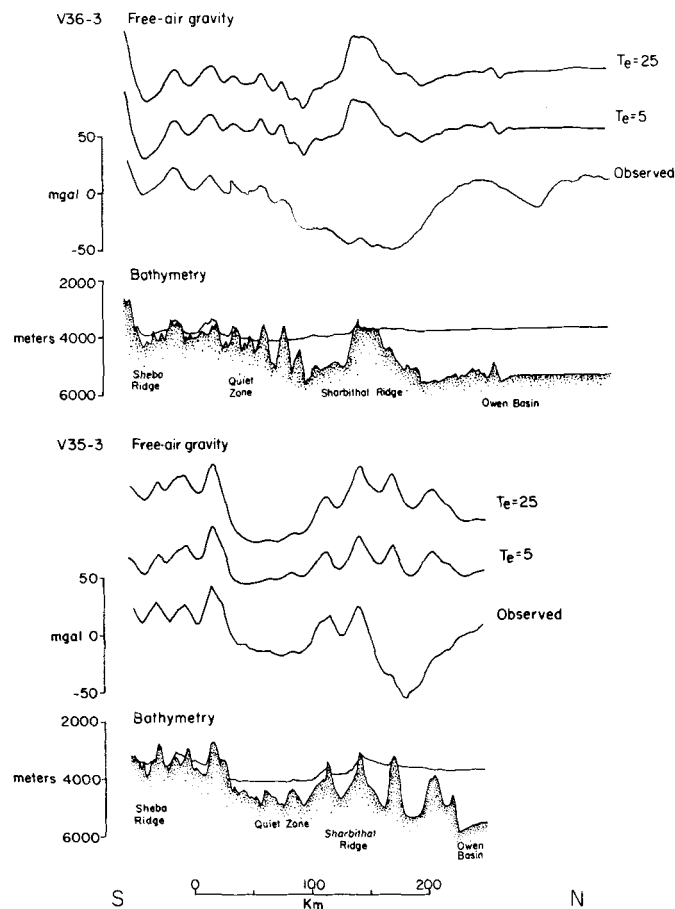 V36-3 Free-air gravity
Te=25
Te=5
50
Observed
mgal 0
-50
Bathymetry
2000
meters 4000
6000
Sheba
Ridge
Quiet
Zone
Sharbithal Ridge
Owen Basin
V35-3 Free-air gravity
Te=25
Te=5
50
Observed
mgal 0
-50
Bathymetry
2000
meters 4000
6000
Sheba
Ridge
Quiet Zone
Sharbithal
Ridge
Owen
Basin
S 0 100 200 N
Km